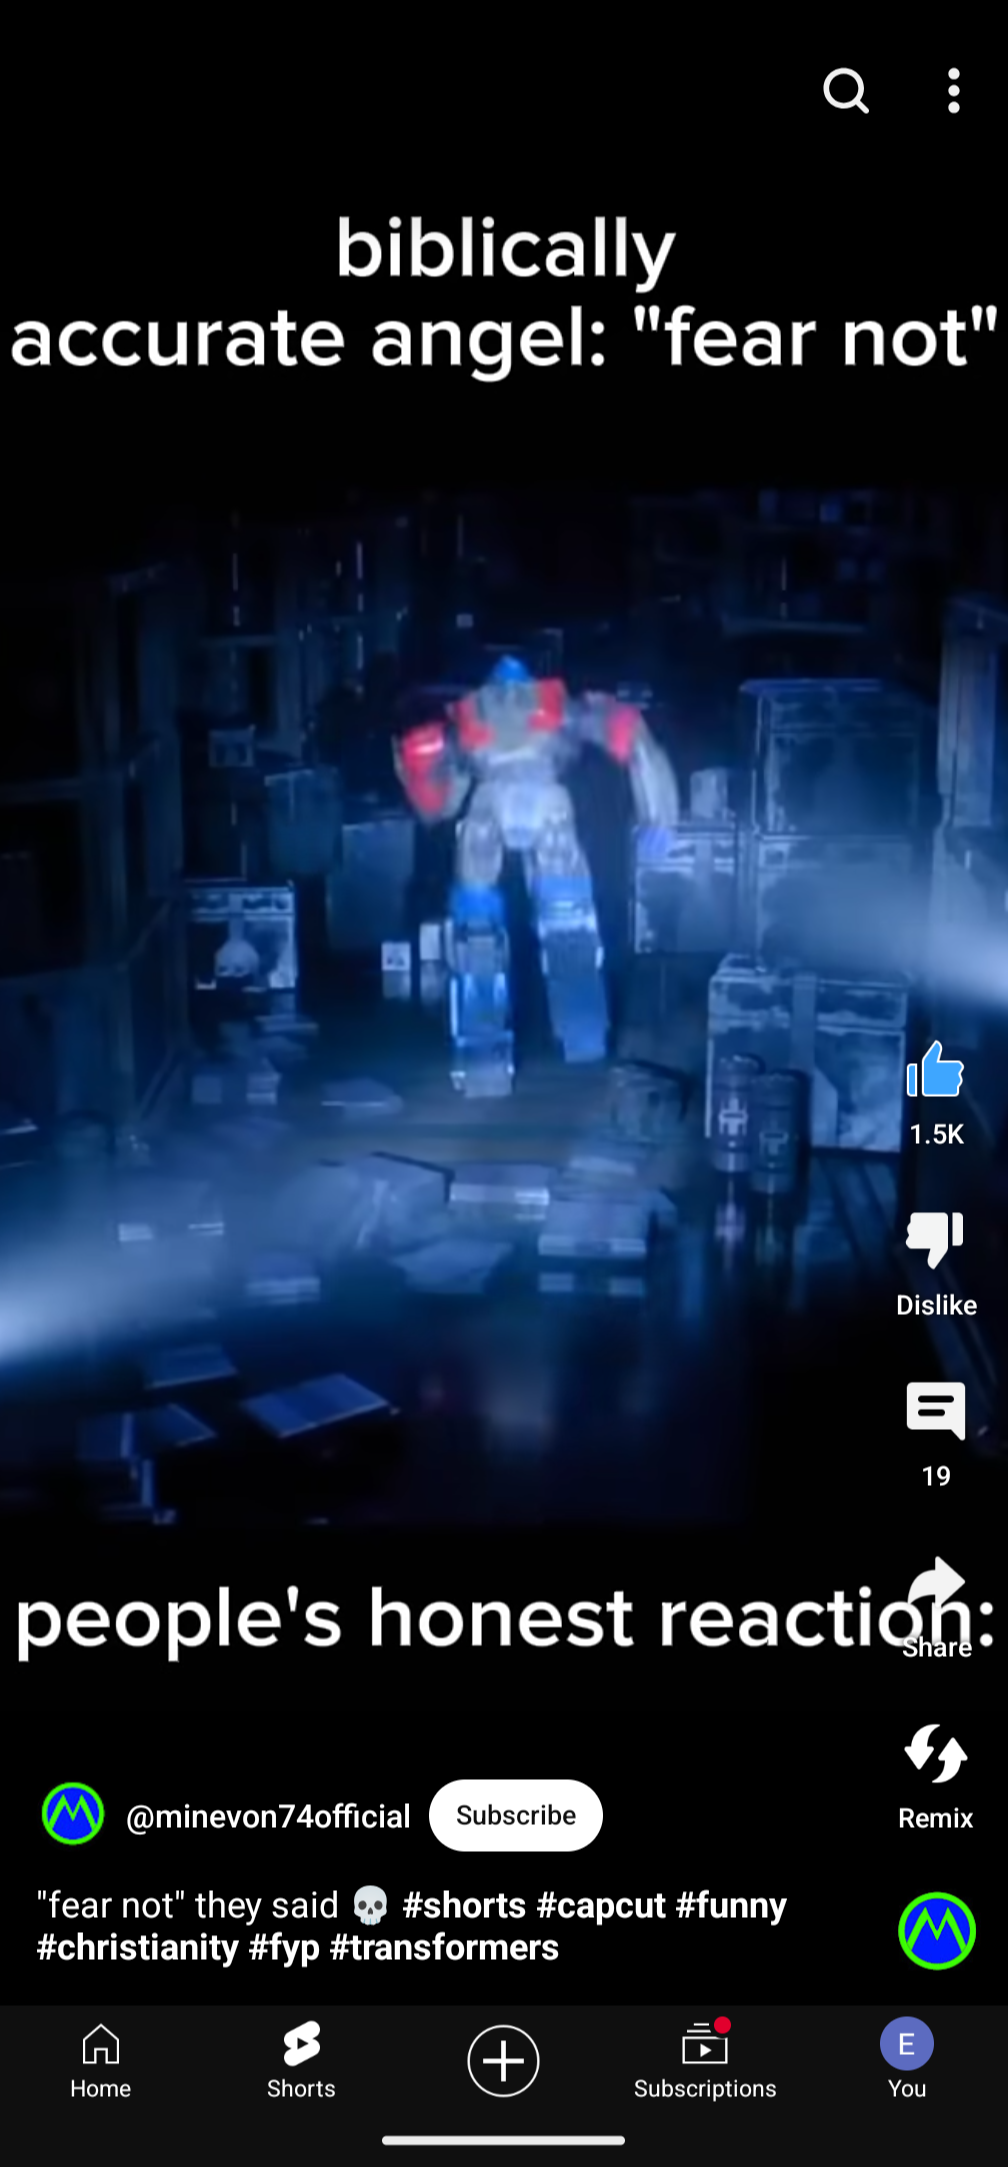 biblically
accurate angel: "fear not"
1.5K
Dislike
19
people's honest reaction:
Share
Remix
@minevon74official
Subscribe
"fear not" they said 💀 #shorts #capcut #funny
#christianity #fyp #transformers
Home
Shorts
Subscriptions
E
You